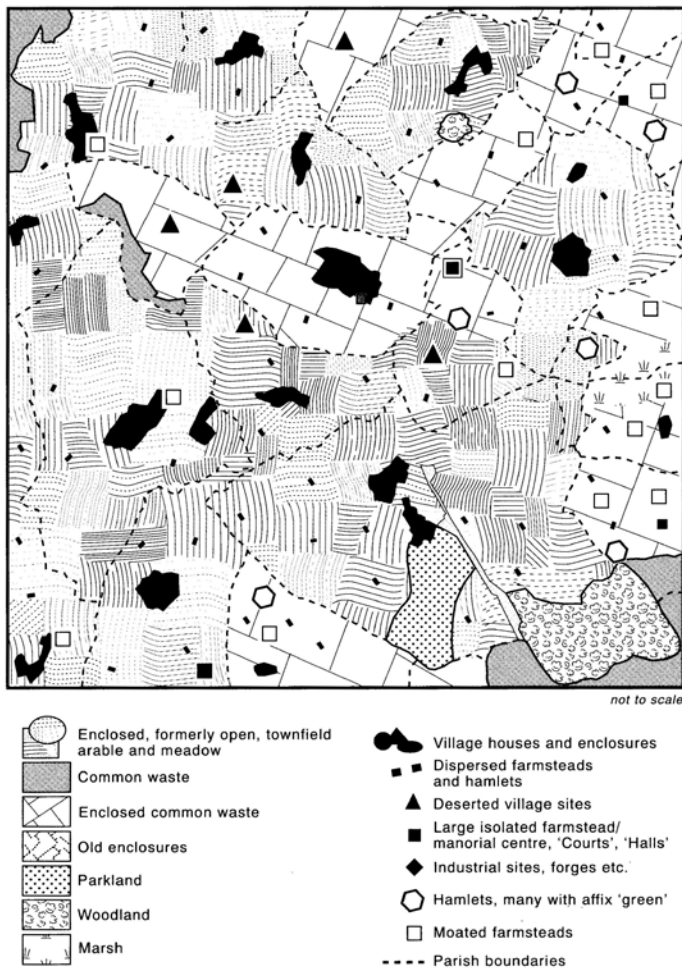 not to scale
Enclosed, formerly open, townfield
arable and meadow
Common waste
Enclosed common waste
Old enclosures
Parkland
Woodland
Marsh
Village houses and enclosures
Dispersed farmsteads
and hamlets
Deserted village sites
Large isolated farmstead/
manorial centre, 'Courts', 'Halls'
Industrial sites, forges etc.
Hamlets, many with affix 'green'
Moated farmsteads
Parish boundaries